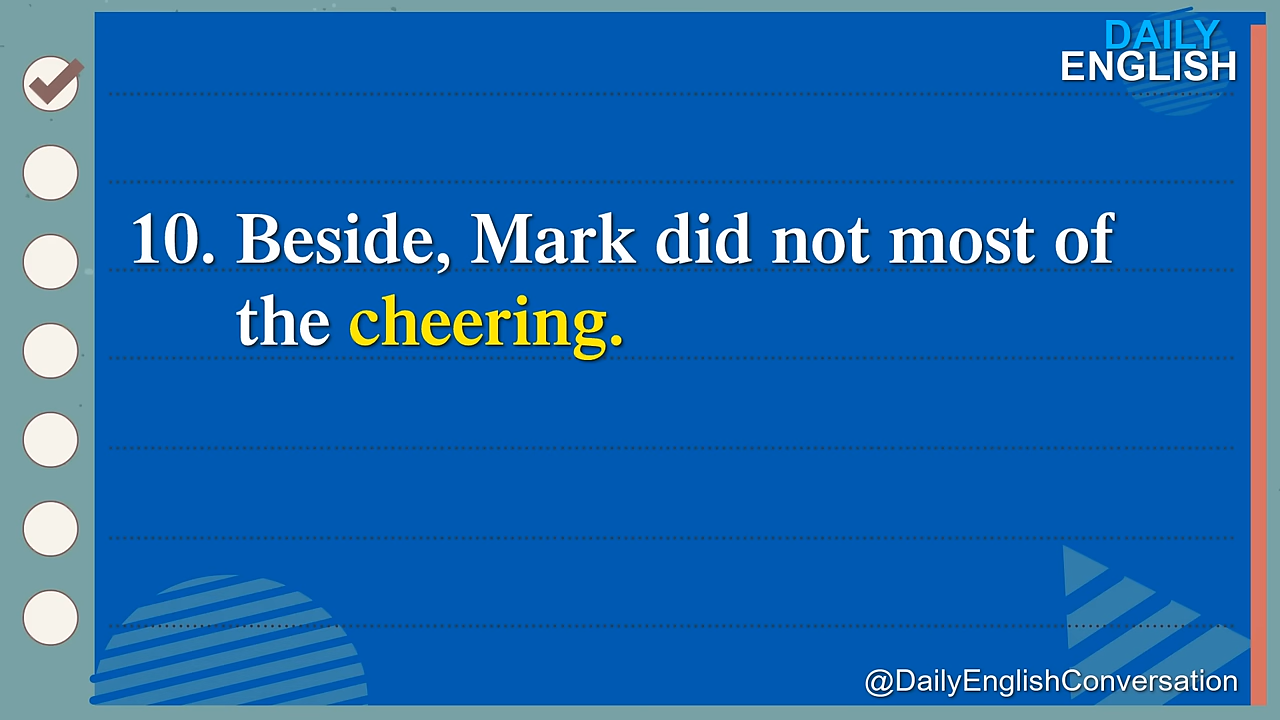 DAILY
ENGLISH
10. Beside, Mark did not most of
the cheering.
@DailyEnglishConversation